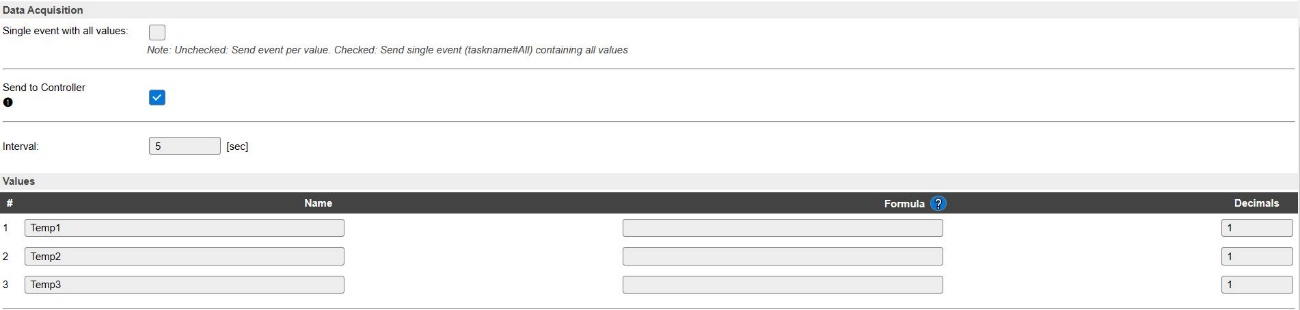 Data Acquisition
Single event with all values:
Note: Unchecked: Send event per value. Checked: Send single event (taskname#All) containing all values
Send to Controller
1
Interval: 5 [sec]
Values
# Name Formula ? Decimals
1 Temp1 1
2 Temp2 1
3 Temp3 1